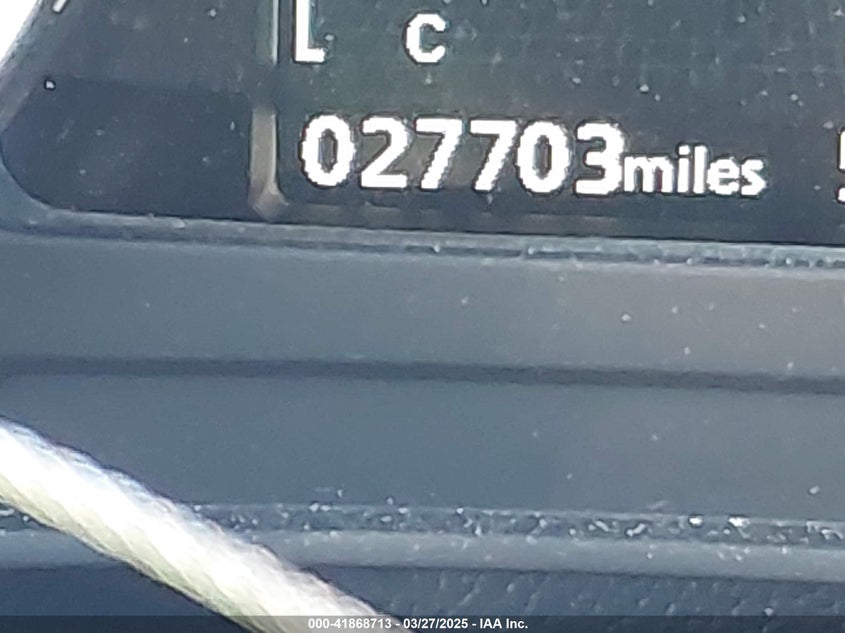 L C
027703miles
000-41868713 - 03/27/2025 - IAA Inc.